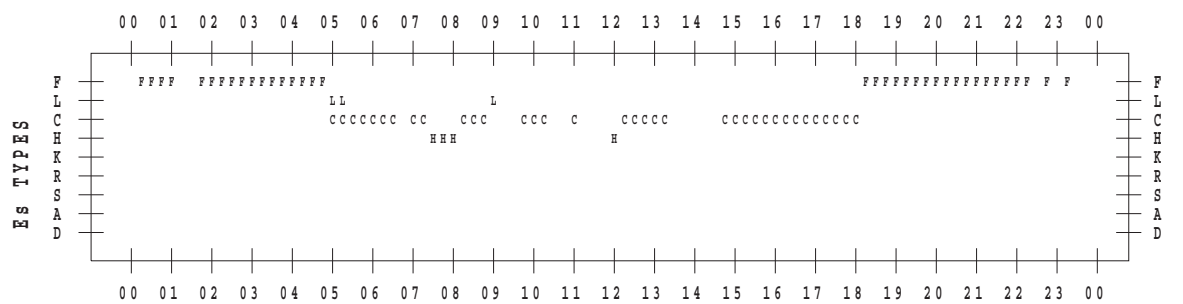 00 01 02 03 04 05 06 07 08 09 10 11 12 13 14 15 16 17 18 19 20 21 22 23 00
F FFFF FFFFFFFFFFFFF FFFFFFFFFFFFFFFFF F F F
L LL L L
C CCCCCCC CC CCC CCC C CCCCC CCCCCCCCCCCCCC C
H HHH H H
K K
R R
S S
A A
D D
Es TYPES
00 01 02 03 04 05 06 07 08 09 10 11 12 13 14 15 16 17 18 19 20 21 22 23 00